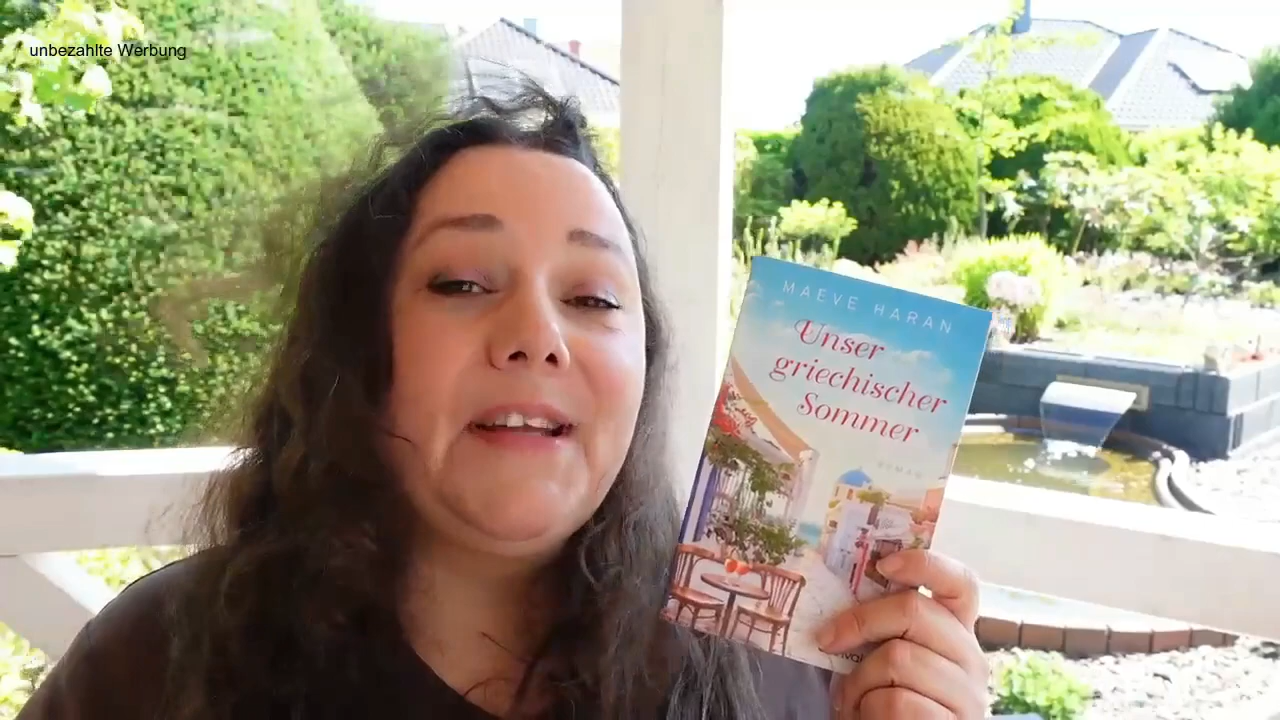 unbezahlte Werbung
MAEVE HARAN
Unser
griechischer
Sommer
ROMAN